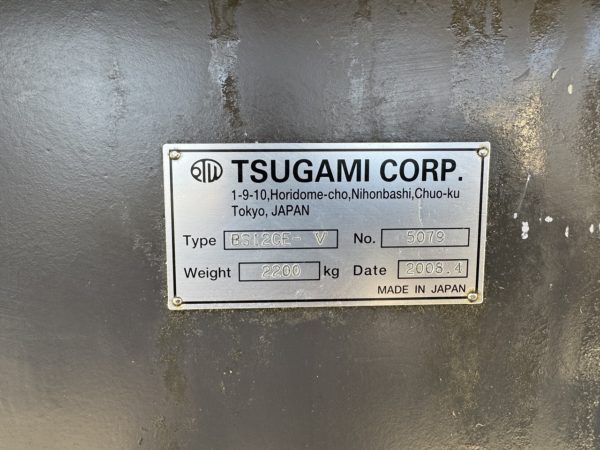 TSUGAMI CORP.
1-9-10,Horidome-cho,Nihonbashi,Chuo-ku
Tokyo, JAPAN
Type BS12CE- V No. 5079
Weight 2200 kg Date 2008.4
MADE IN JAPAN